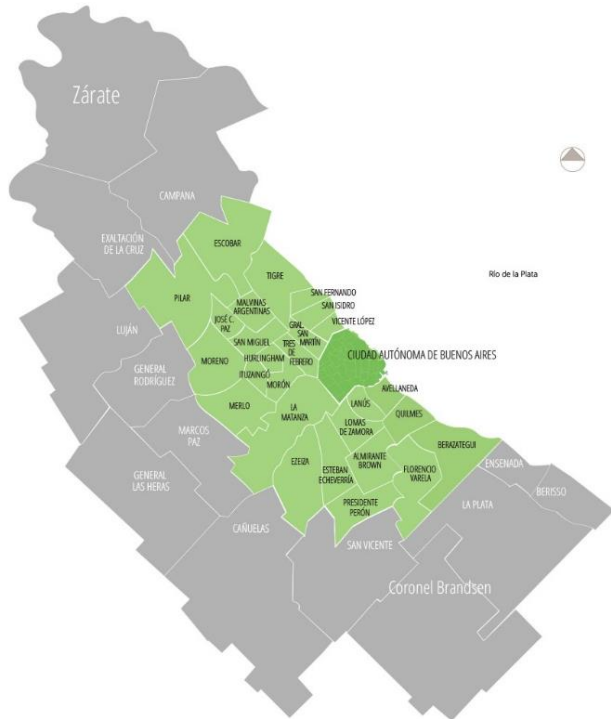 Zárate
CAMPANA
EXALTACIÓN
DE LA CRUZ
ESCOBAR
TIGRE
Río de la Plata
PILAR
SAN FERNANDO
SAN ISIDRO
MALVINAS
ARGENTINAS
VICENTE LÓPEZ
JOSÉ C.
PAZ
GRAL.
SAN
MARTÍN
LUJÁN
SAN MIGUEL
TRES
DE
FEBRERO
CIUDAD AUTÓNOMA DE BUENOS AIRES
MORENO
HURLINGHAM
GENERAL
RODRÍGUEZ
ITUZAINGÓ
MORÓN
AVELLANEDA
MERLO
LA
MATANZA
LANÚS
QUILMES
LOMAS
DE ZAMORA
MARCOS
PAZ
BERAZATEGUI
EZEIZA
ESTEBAN
ECHEVERRÍA
ALMIRANTE
BROWN
FLORENCIO
VARELA
ENSENADA
BERISSO
GENERAL
LAS HERAS
PRESIDENTE
PERÓN
LA PLATA
CAÑUELAS
SAN VICENTE
Coronel Brandsen